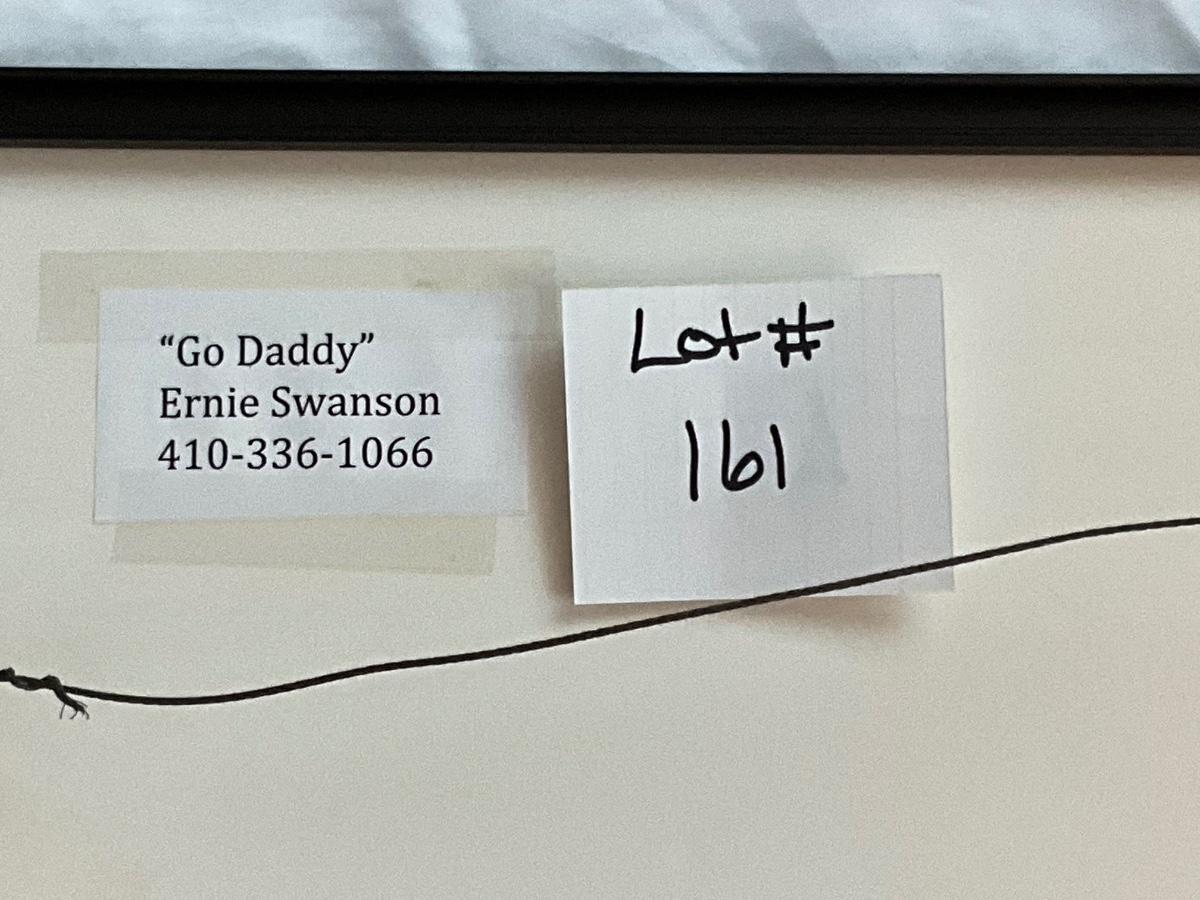 “Go Daddy”
Ernie Swanson
410-336-1066
Lot #
161